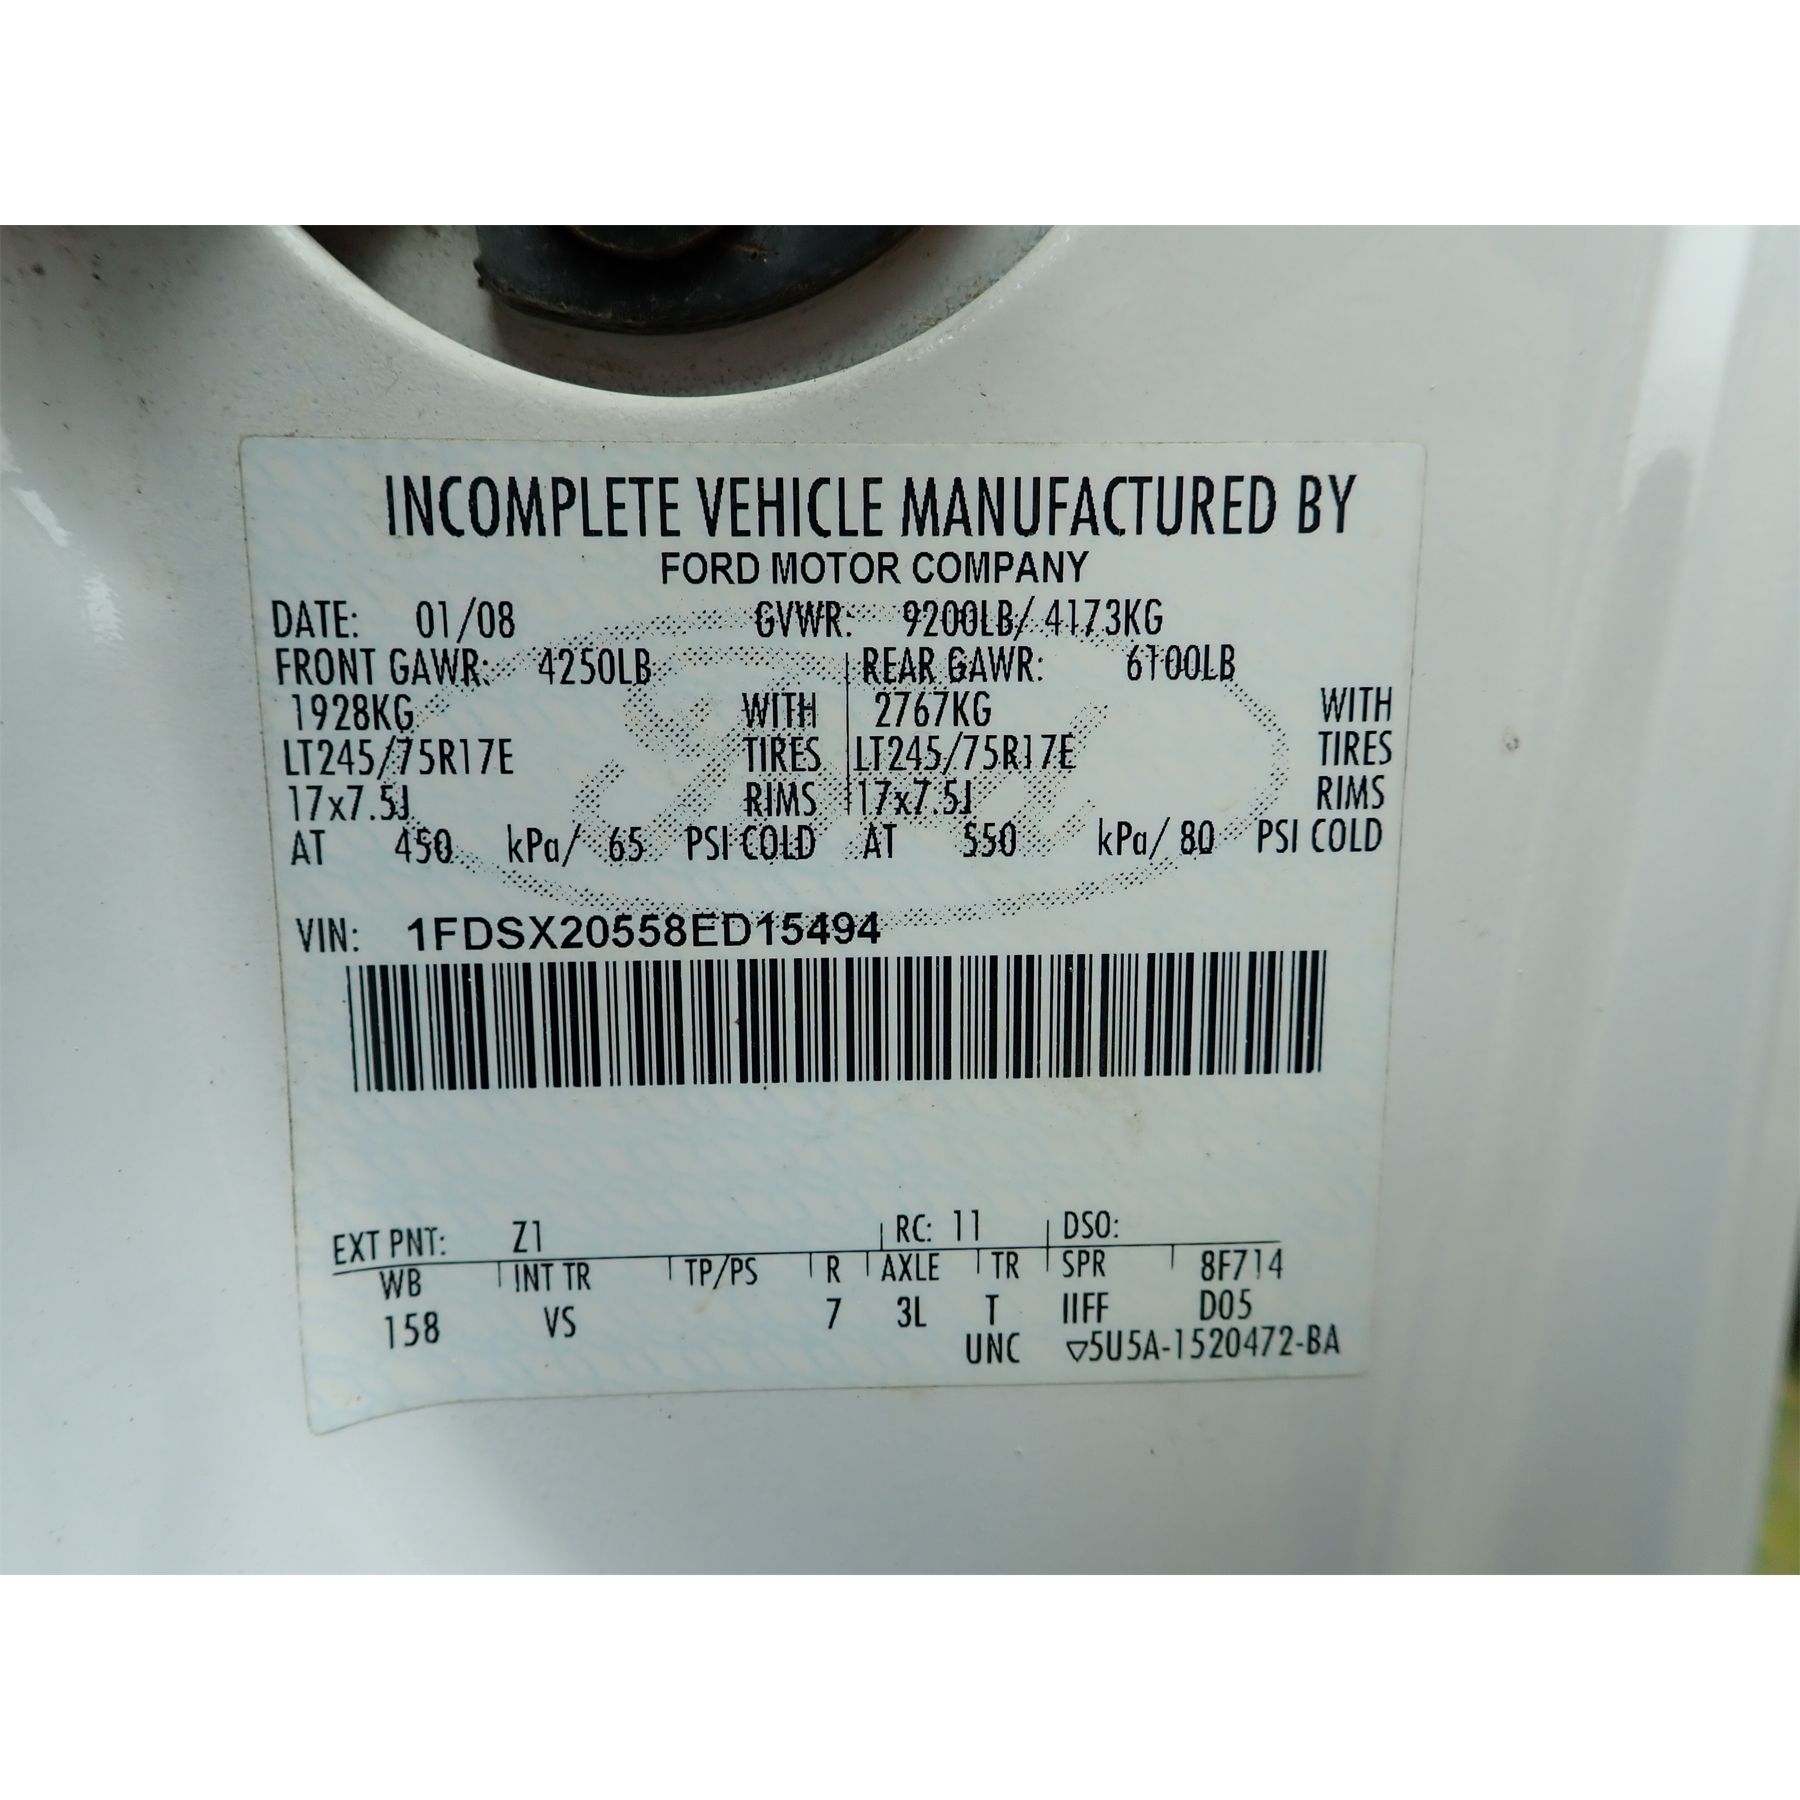 INCOMPLETE VEHICLE MANUFACTURED BY
FORD MOTOR COMPANY
DATE: 01/08 GVWR: 9200LB/ 4173KG
FRONT GAWR: 4250LB REAR GAWR: 6100LB
1928KG WITH 2767KG WITH
LT245/75R17E TIRES LT245/75R17E TIRES
17x7.5J RIMS 17x7.5J RIMS
AT 450 kPa/ 65 PSI COLD AT 550 kPa/ 80 PSI COLD
VIN: 1FDSX20558ED15494
EXT PNT: Z1 RC: 11 DSO:
WB INT TR TP/PS R AXLE TR SPR 8F714
158 VS 7 3L T IIFF D05
UNC ▽5U5A-1520472-BA